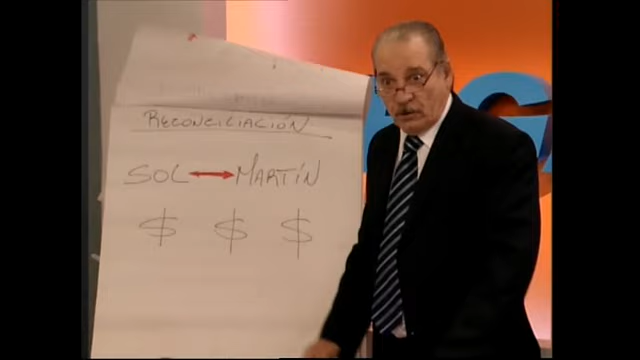 RECONCILIACIÓN
SOL ↔ MARTÍN
$ $ $